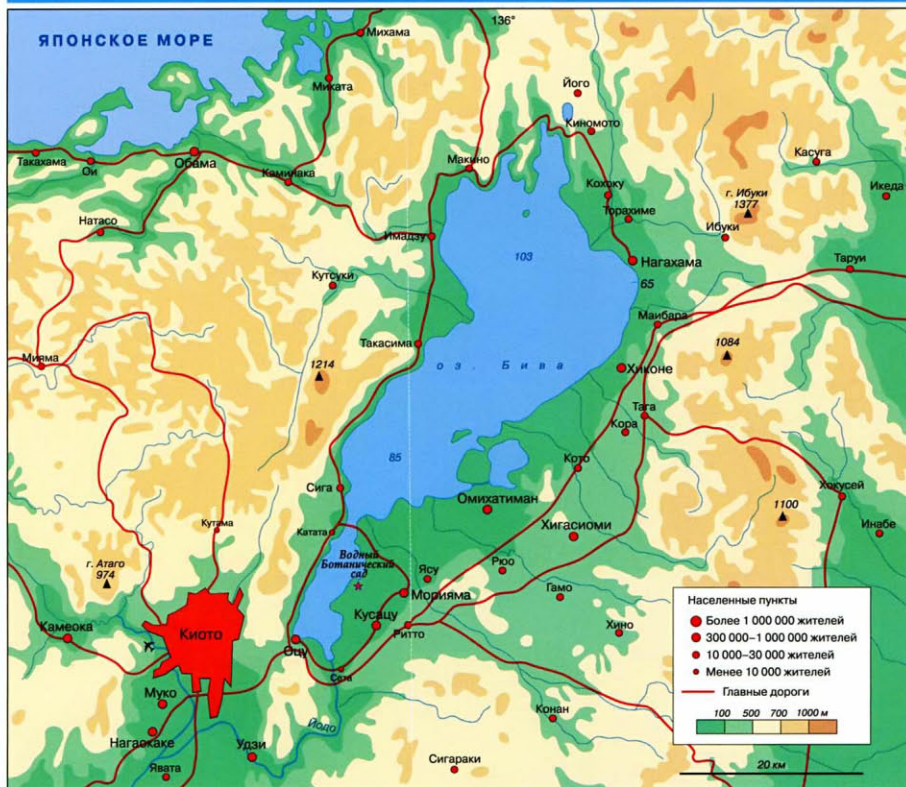 136°
ЯПОНСКОЕ МОРЕ
Михама
Миката
Його
Киномото
Такахама
Ои
Обама
Каминака
Макино
Касуга
Кохоку
г. Ибуки
1377
Икеда
Торахиме
Натасо
Имадзу
Ибуки
103
Нагахама
Таруи
Кутсуки
65
Маибара
Такасима
1084
Мияма
1214
оз. Бива
Хиконе
Тага
Кора
85
Кото
Сига
Омихатиман
Хокусей
1100
Кутама
Катата
Хигасиоми
Инабе
Водный
Ботанический
сад
г. Атаго
974
Ясу
Рюо
Морияма
Гамо
Камеока
Киото
Кусацу
Ритто
Хино
Оцу
Сета
Муко
Йодо
Конан
Нагаокаке
Удзи
Явата
Сигараки
Населенные пункты
Более 1 000 000 жителей
300 000–1 000 000 жителей
10 000–30 000 жителей
Менее 10 000 жителей
Главные дороги
100 500 700 1000 м
20 км